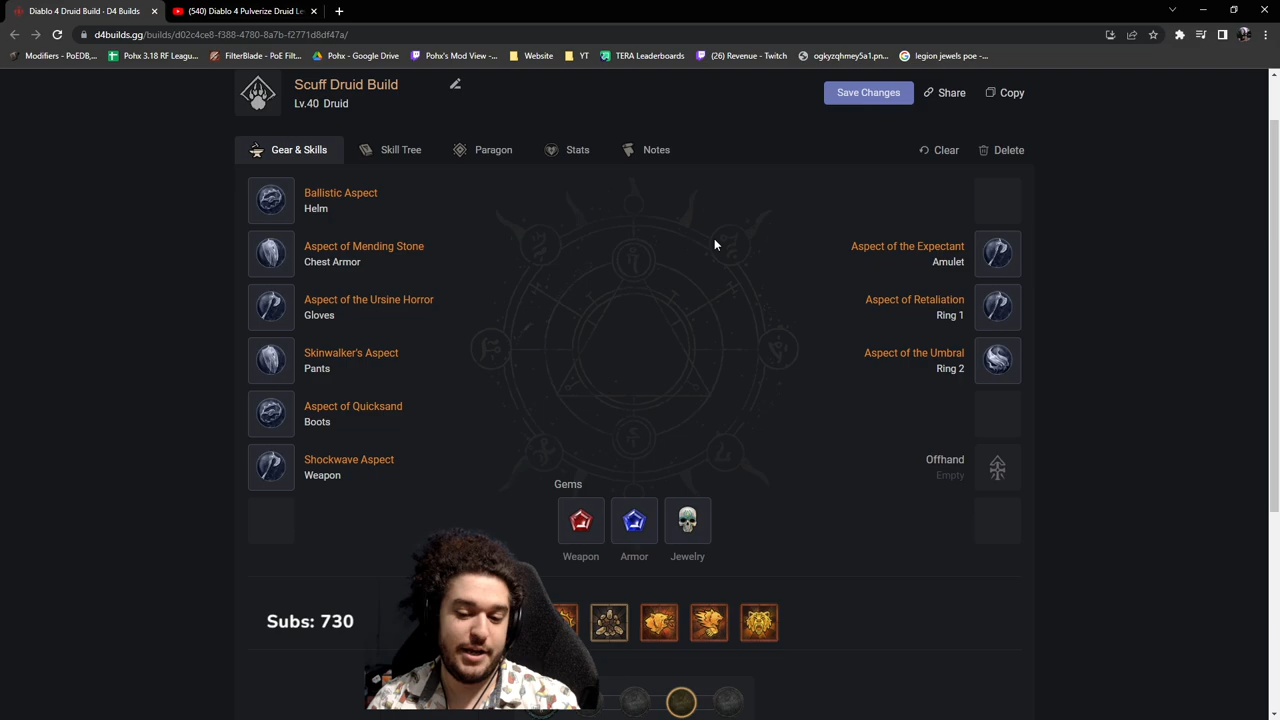 Diablo 4 Druid Build - D4 Builds
(540) Diablo 4 Pulverize Druid Le
d4builds.gg/builds/d02c4ce8-f388-4780-8a7b-f2771d8df47a/
Modifiers - PoEDB,...
Pohx 3.18 RF Leagu...
FilterBlade - PoE Filt...
Pohx - Google Drive
Pohx's Mod View -...
Website
YT
TERA Leaderboards
(26) Revenue - Twitch
ogkyzqhmey5a1.pn...
legion jewels poe -...
Scuff Druid Build
Lv.40 Druid
Save Changes
Share
Copy
Gear & Skills
Skill Tree
Paragon
Stats
Notes
Clear
Delete
Ballistic Aspect
Helm
Aspect of Mending Stone
Chest Armor
Aspect of the Expectant
Amulet
Aspect of the Ursine Horror
Gloves
Aspect of Retaliation
Ring 1
Skinwalker's Aspect
Pants
Aspect of the Umbral
Ring 2
Aspect of Quicksand
Boots
Shockwave Aspect
Weapon
Offhand
Empty
Gems
Weapon
Armor
Jewelry
Subs: 730